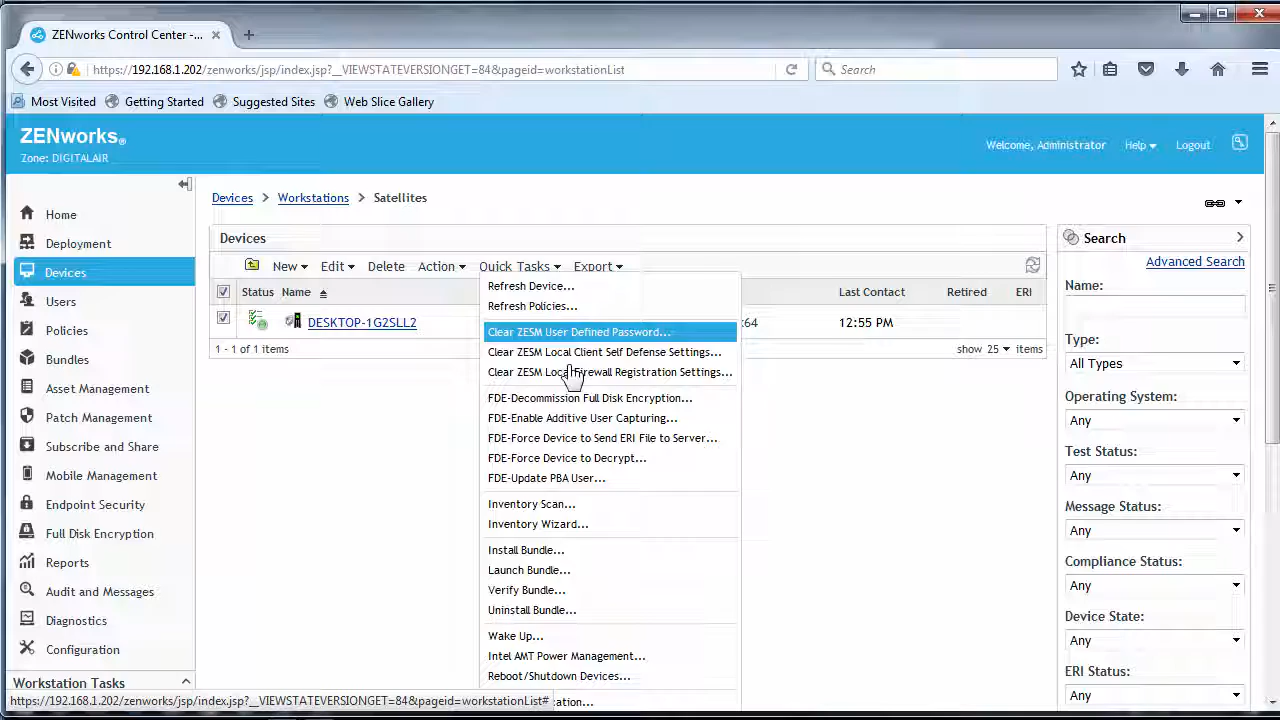 ZENworks Control Center -...
https://192.168.1.202/zenworks/jsp/index.jsp?__VIEWSTATEVERSIONGET=84&pageid=workstationList
Search
Most Visited
Getting Started
Suggested Sites
Web Slice Gallery
ZENworks®
Zone: DIGITALAIR
Welcome, Administrator
Help
Logout
Home
Deployment
Devices
Users
Policies
Bundles
Asset Management
Patch Management
Subscribe and Share
Mobile Management
Endpoint Security
Full Disk Encryption
Reports
Audit and Messages
Diagnostics
Configuration
Workstation Tasks
Devices > Workstations > Satellites
Devices
New Edit Delete Action Quick Tasks Export
Status Name Last Contact Retired ERI
DESKTOP-1G2SLL2 x64 12:55 PM
1 - 1 of 1 items
show 25 items
Refresh Device...
Refresh Policies...
Clear ZESM User Defined Password...
Clear ZESM Local Client Self Defense Settings...
Clear ZESM Local Firewall Registration Settings...
FDE-Decommission Full Disk Encryption...
FDE-Enable Additive User Capturing...
FDE-Force Device to Send ERI File to Server...
FDE-Force Device to Decrypt...
FDE-Update PBA User...
Inventory Scan...
Inventory Wizard...
Install Bundle...
Launch Bundle...
Verify Bundle...
Uninstall Bundle...
Wake Up...
Intel AMT Power Management...
Reboot/Shutdown Devices...
ation...
Search
Advanced Search
Name:
Type:
All Types
Operating System:
Any
Test Status:
Any
Message Status:
Any
Compliance Status:
Any
Device State:
Any
ERI Status:
Any
https://192.168.1.202/zenworks/jsp/index.jsp?__VIEWSTATEVERSIONGET=84&pageid=workstationList#